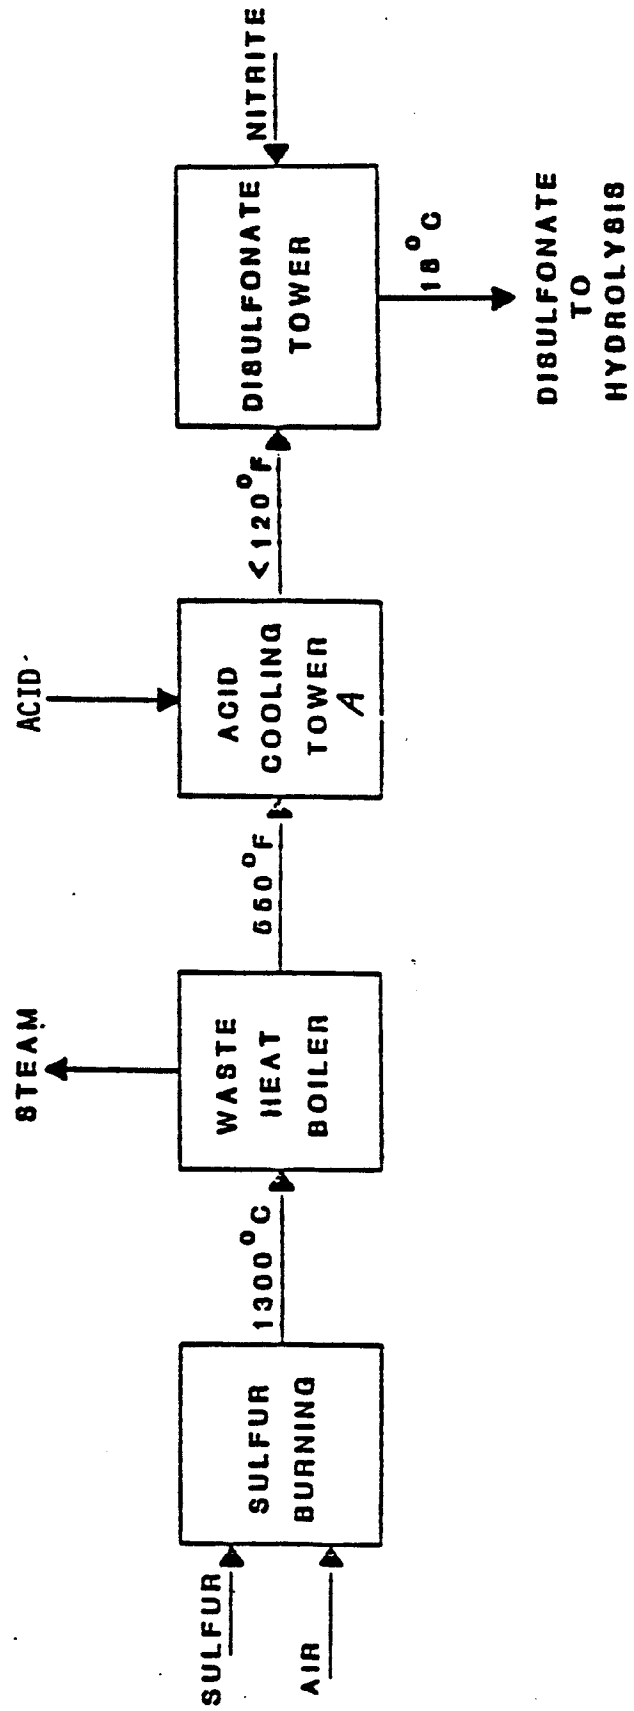 SULFUR
AIR
SULFUR
BURNING
1300°C
STEAM
WASTE
HEAT
BOILER
550°F
ACID
ACID
COOLING
TOWER
A
<120°F
DISULFONATE
TOWER
NITRITE
18°C
DISULFONATE
TO
HYDROLYSIS